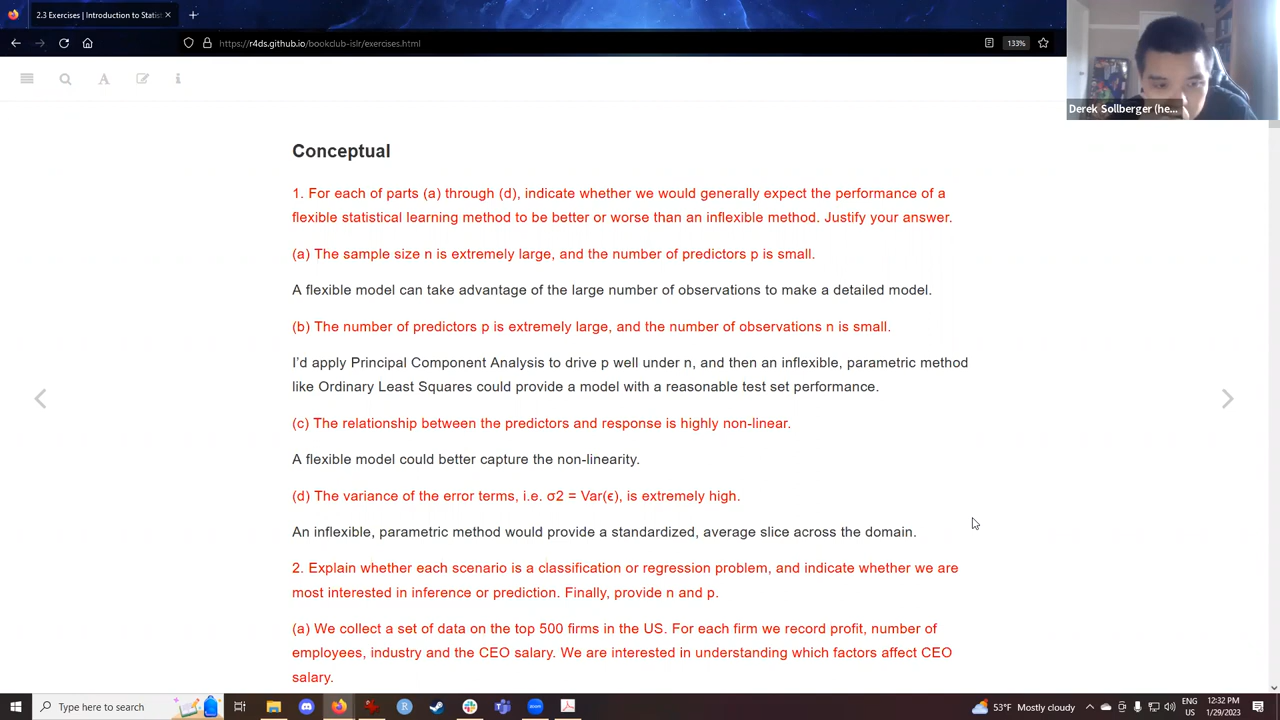 2.3 Exercises | Introduction to Statis
https://r4ds.github.io/bookclub-islr/exercises.html
133%
Derek Sollberger (he...
Conceptual
1. For each of parts (a) through (d), indicate whether we would generally expect the performance of a
flexible statistical learning method to be better or worse than an inflexible method. Justify your answer.
(a) The sample size n is extremely large, and the number of predictors p is small.
A flexible model can take advantage of the large number of observations to make a detailed model.
(b) The number of predictors p is extremely large, and the number of observations n is small.
I’d apply Principal Component Analysis to drive p well under n, and then an inflexible, parametric method
like Ordinary Least Squares could provide a model with a reasonable test set performance.
(c) The relationship between the predictors and response is highly non-linear.
A flexible model could better capture the non-linearity.
(d) The variance of the error terms, i.e. σ2 = Var(ϵ), is extremely high.
An inflexible, parametric method would provide a standardized, average slice across the domain.
2. Explain whether each scenario is a classification or regression problem, and indicate whether we are
most interested in inference or prediction. Finally, provide n and p.
(a) We collect a set of data on the top 500 firms in the US. For each firm we record profit, number of
employees, industry and the CEO salary. We are interested in understanding which factors affect CEO
salary.
Type here to search
53°F Mostly cloudy
ENG
US
12:32 PM
1/29/2023